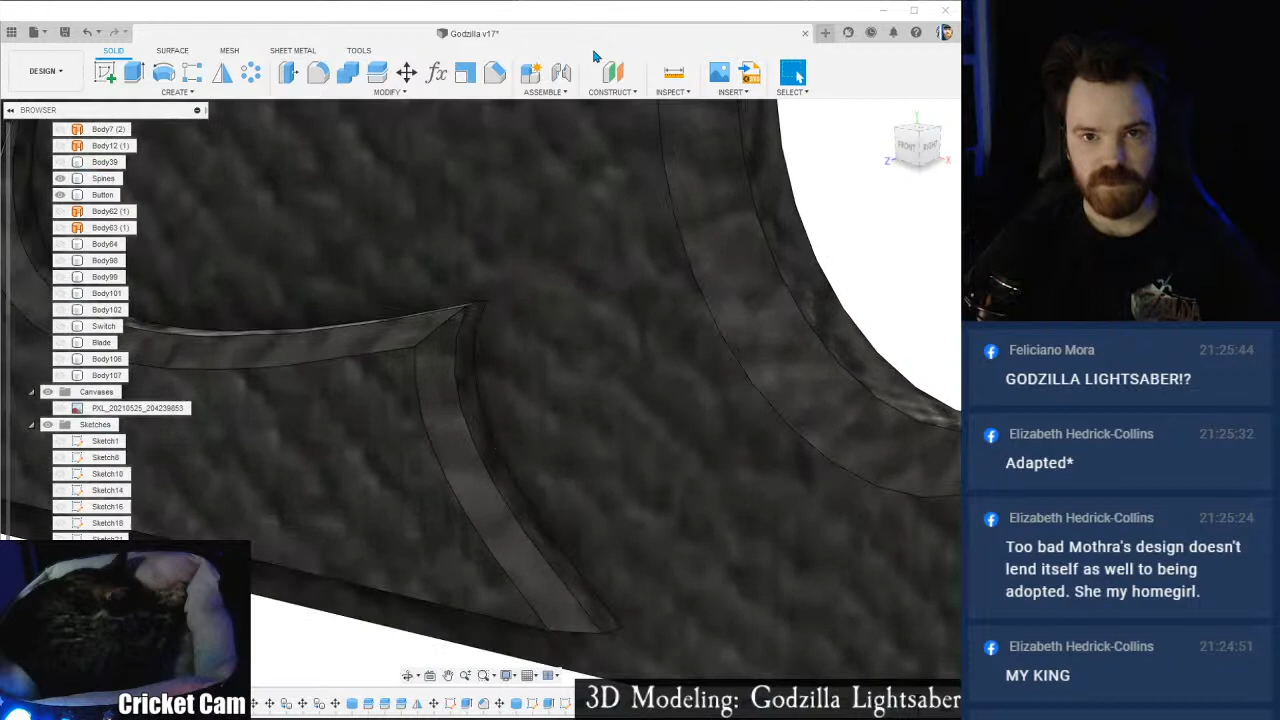 Godzilla v17*
SOLID
SURFACE
MESH
SHEET METAL
TOOLS
DESIGN
CREATE
MODIFY
ASSEMBLE
CONSTRUCT
INSPECT
INSERT
SELECT
BROWSER
Body7 (2)
Body12 (1)
Body39
Spines
Button
Body62 (1)
Body63 (1)
Body64
Body98
Body99
Body101
Body102
Switch
Blade
Body106
Body107
Canvases
PXL_20210525_204239853
Sketches
Sketch1
Sketch8
Sketch10
Sketch14
Sketch16
Sketch18
Y
FRONT
RIGHT
Z
X
Feliciano Mora 21:25:44
GODZILLA LIGHTSABER!?
Elizabeth Hedrick-Collins 21:25:32
Adapted*
Elizabeth Hedrick-Collins 21:25:24
Too bad Mothra's design doesn't
lend itself as well to being
adopted. She my homegirl.
Elizabeth Hedrick-Collins 21:24:51
MY KING
Cricket Cam
3D Modeling: Godzilla Lightsaber